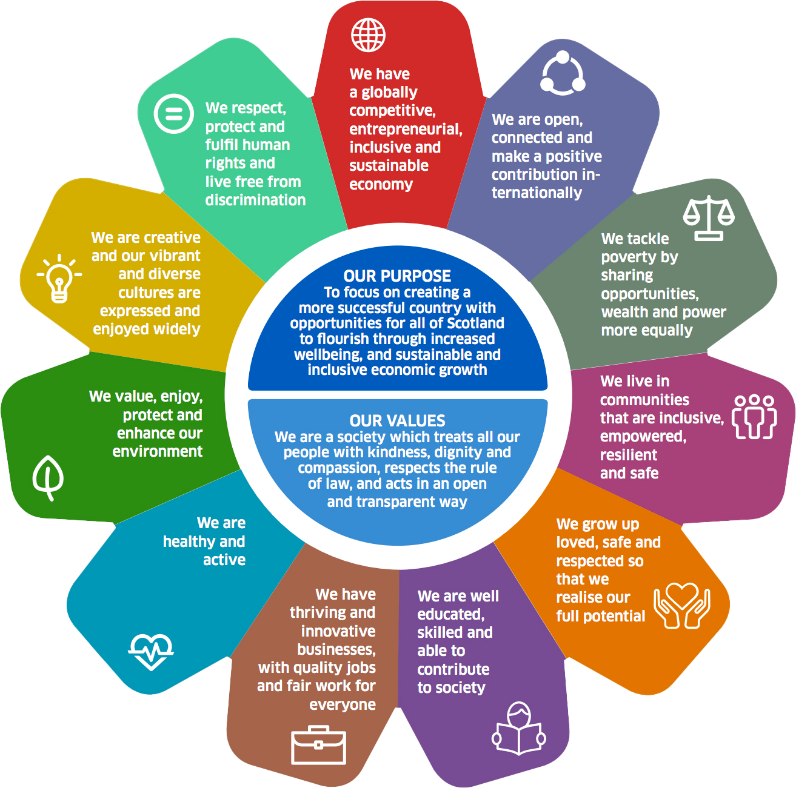 We have
a globally
competitive,
entrepreneurial,
inclusive and
sustainable
economy
We are open,
connected and
make a positive
contribution in-
ternationally
We tackle
poverty by
sharing
opportunities,
wealth and power
more equally
We live in
communities
that are inclusive,
empowered,
resilient
and safe
We grow up
loved, safe and
respected so
that we
realise our
full potential
We are well
educated,
skilled and
able to
contribute
to society
We have
thriving and
innovative
businesses,
with quality jobs
and fair work for
everyone
We are
healthy and
active
We value, enjoy,
protect and
enhance our
environment
We are creative
and our vibrant
and diverse
cultures are
expressed and
enjoyed widely
We respect,
protect and
fulfil human
rights and
live free from
discrimination
OUR PURPOSE
To focus on creating a
more successful country with
opportunities for all of Scotland
to flourish through increased
wellbeing, and sustainable and
inclusive economic growth
OUR VALUES
We are a society which treats all our
people with kindness, dignity and
compassion, respects the rule
of law, and acts in an open
and transparent way